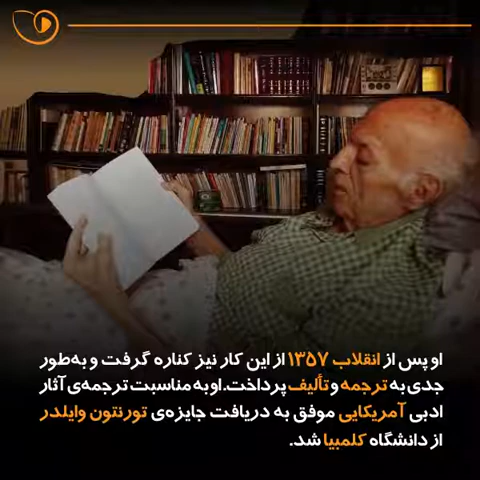 او پس از انقلاب ۱۳۵۷ از این کار نیز کناره گرفت و به‌طور
جدی به ترجمه و تألیف پرداخت. او به مناسبت ترجمه‌ی آثار
ادبی آمریکایی موفق به دریافت جایزه‌ی تورنتون وایلدر
از دانشگاه کلمبیا شد.